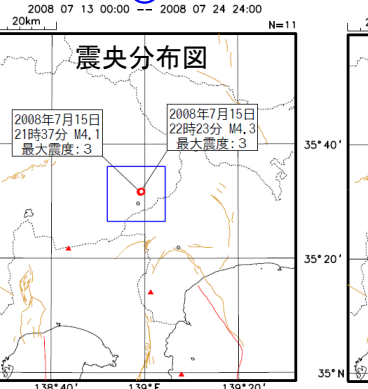 2008 07 13 00:00 -- 2008 07 24 24:00
20km
N=11
震央分布図
2008年7月15日
21時37分 M4.1
最大震度:3
2008年7月15日
22時23分 M4.3
最大震度:3
35°40′
35°20′
35°N
138°40′
139°E
139°20′